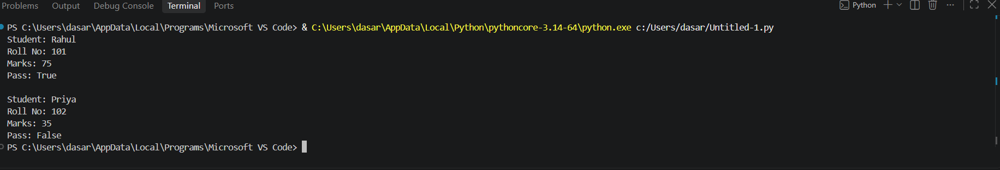 Problems Output Debug Console Terminal Ports Python
PS C:\Users\dasar\AppData\Local\Programs\Microsoft VS Code> & C:\Users\dasar\AppData\Local\Python\pythoncore-3.14-64\python.exe c:/Users/dasar/Untitled-1.py
Student: Rahul
Roll No: 101
Marks: 75
Pass: True
Student: Priya
Roll No: 102
Marks: 35
Pass: False
PS C:\Users\dasar\AppData\Local\Programs\Microsoft VS Code>